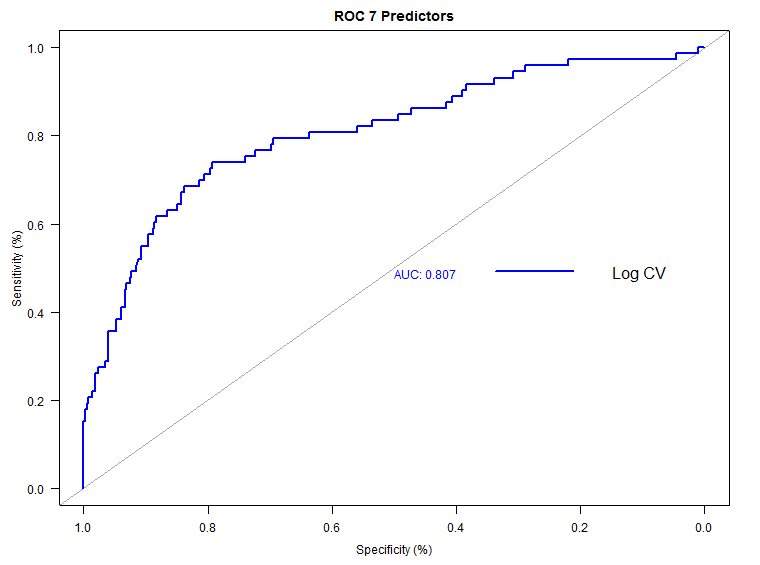 ROC 7 Predictors
1.0
0.8
0.6
0.4
0.2
0.0
Sensitivity (%)
AUC: 0.807
Log CV
1.0 0.8 0.6 0.4 0.2 0.0
Specificity (%)